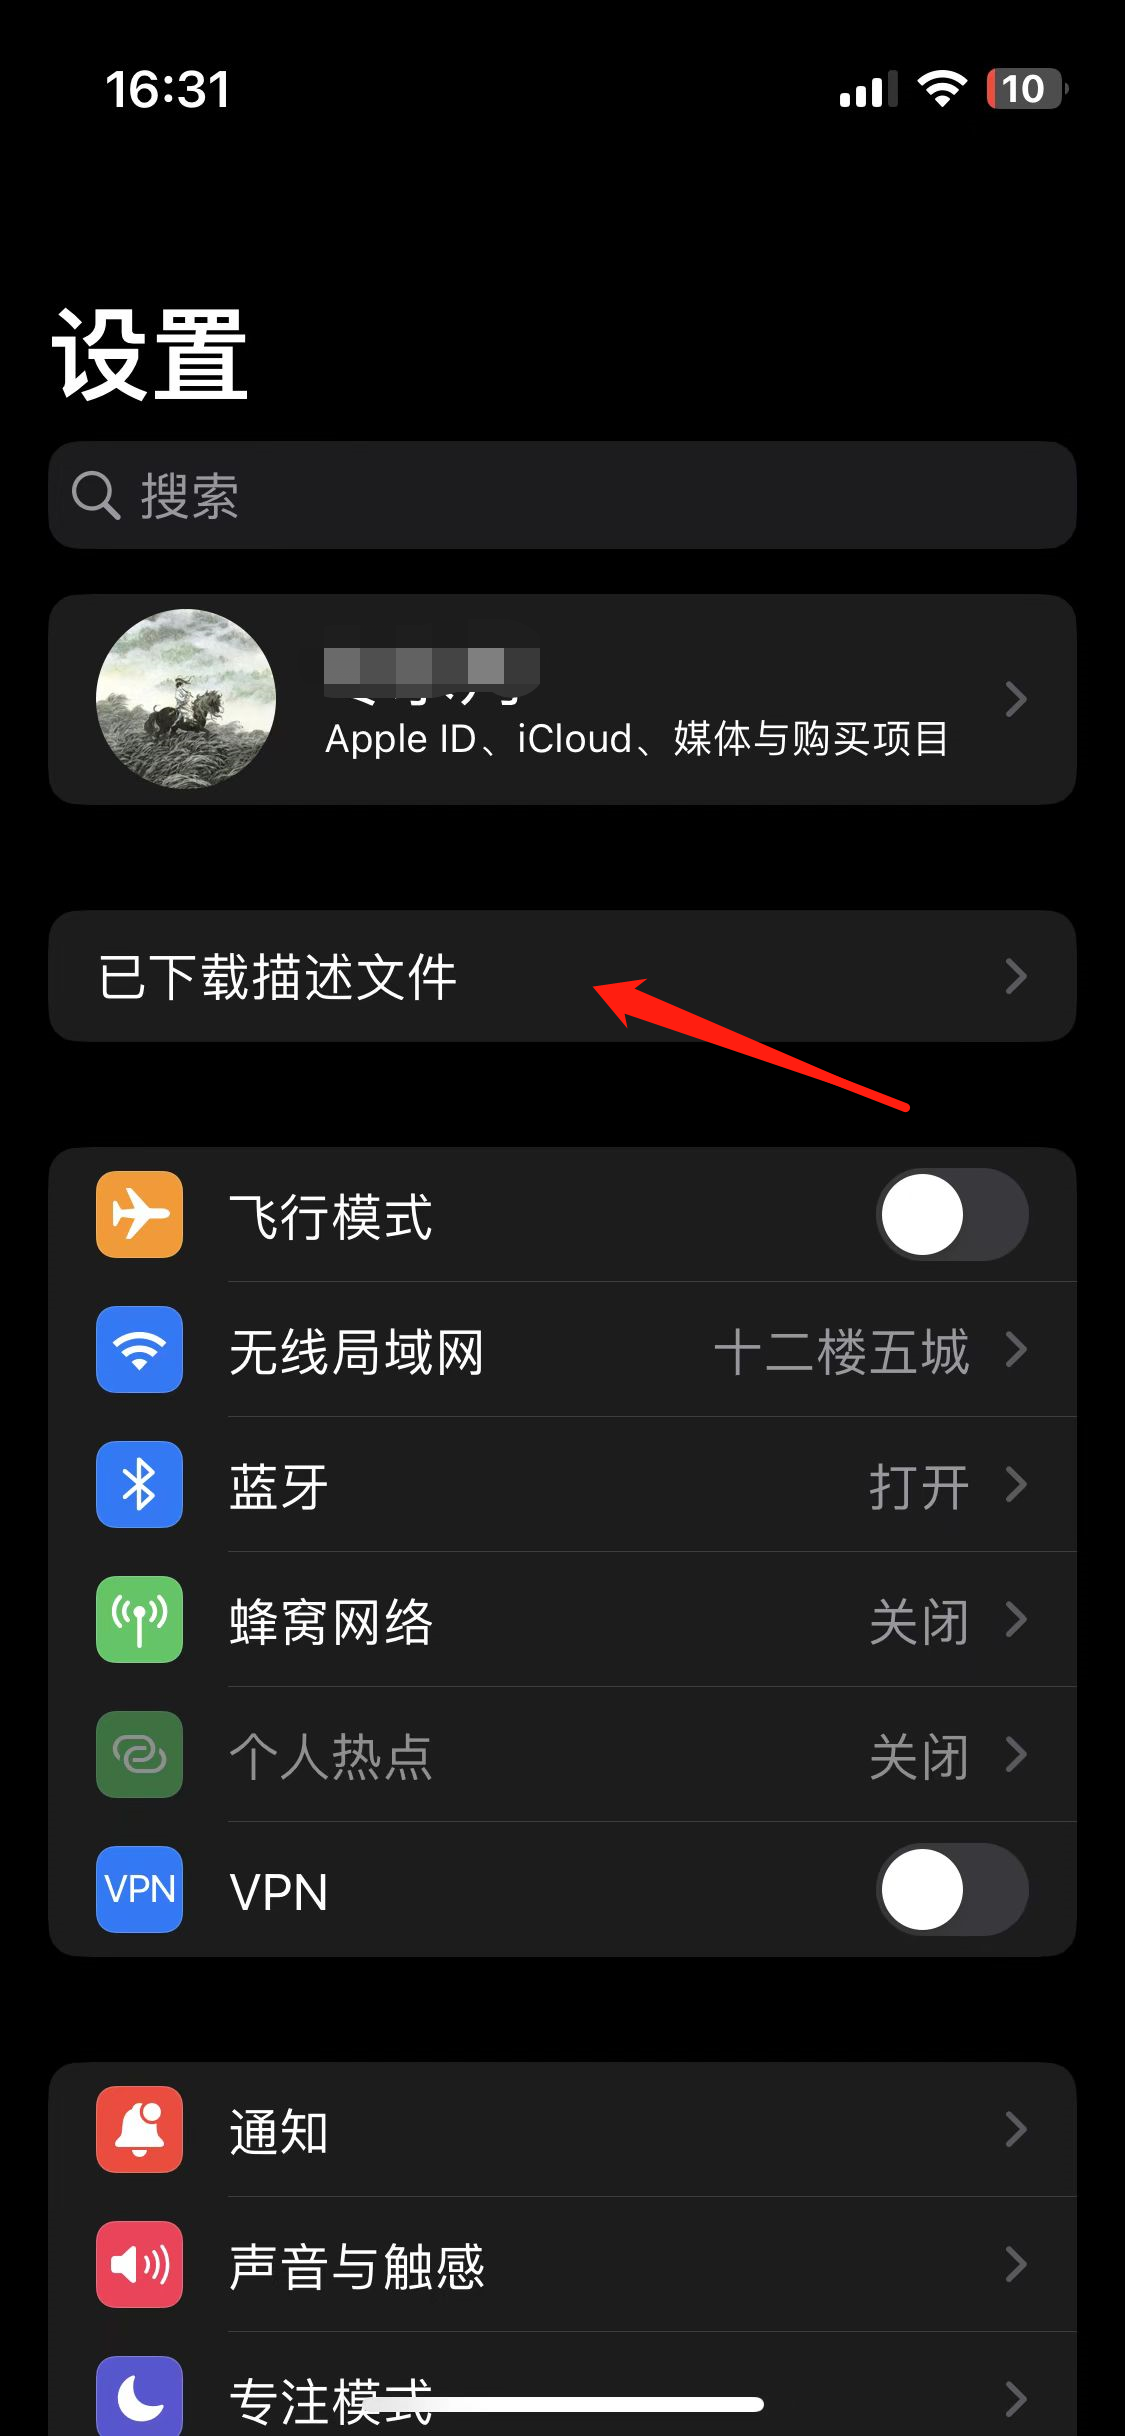 16:31
10
设置
搜索
Apple ID、iCloud、媒体与购买项目
已下载描述文件
飞行模式
无线局域网 十二楼五城
蓝牙 打开
蜂窝网络 关闭
个人热点 关闭
VPN VPN
通知
声音与触感
专注模式